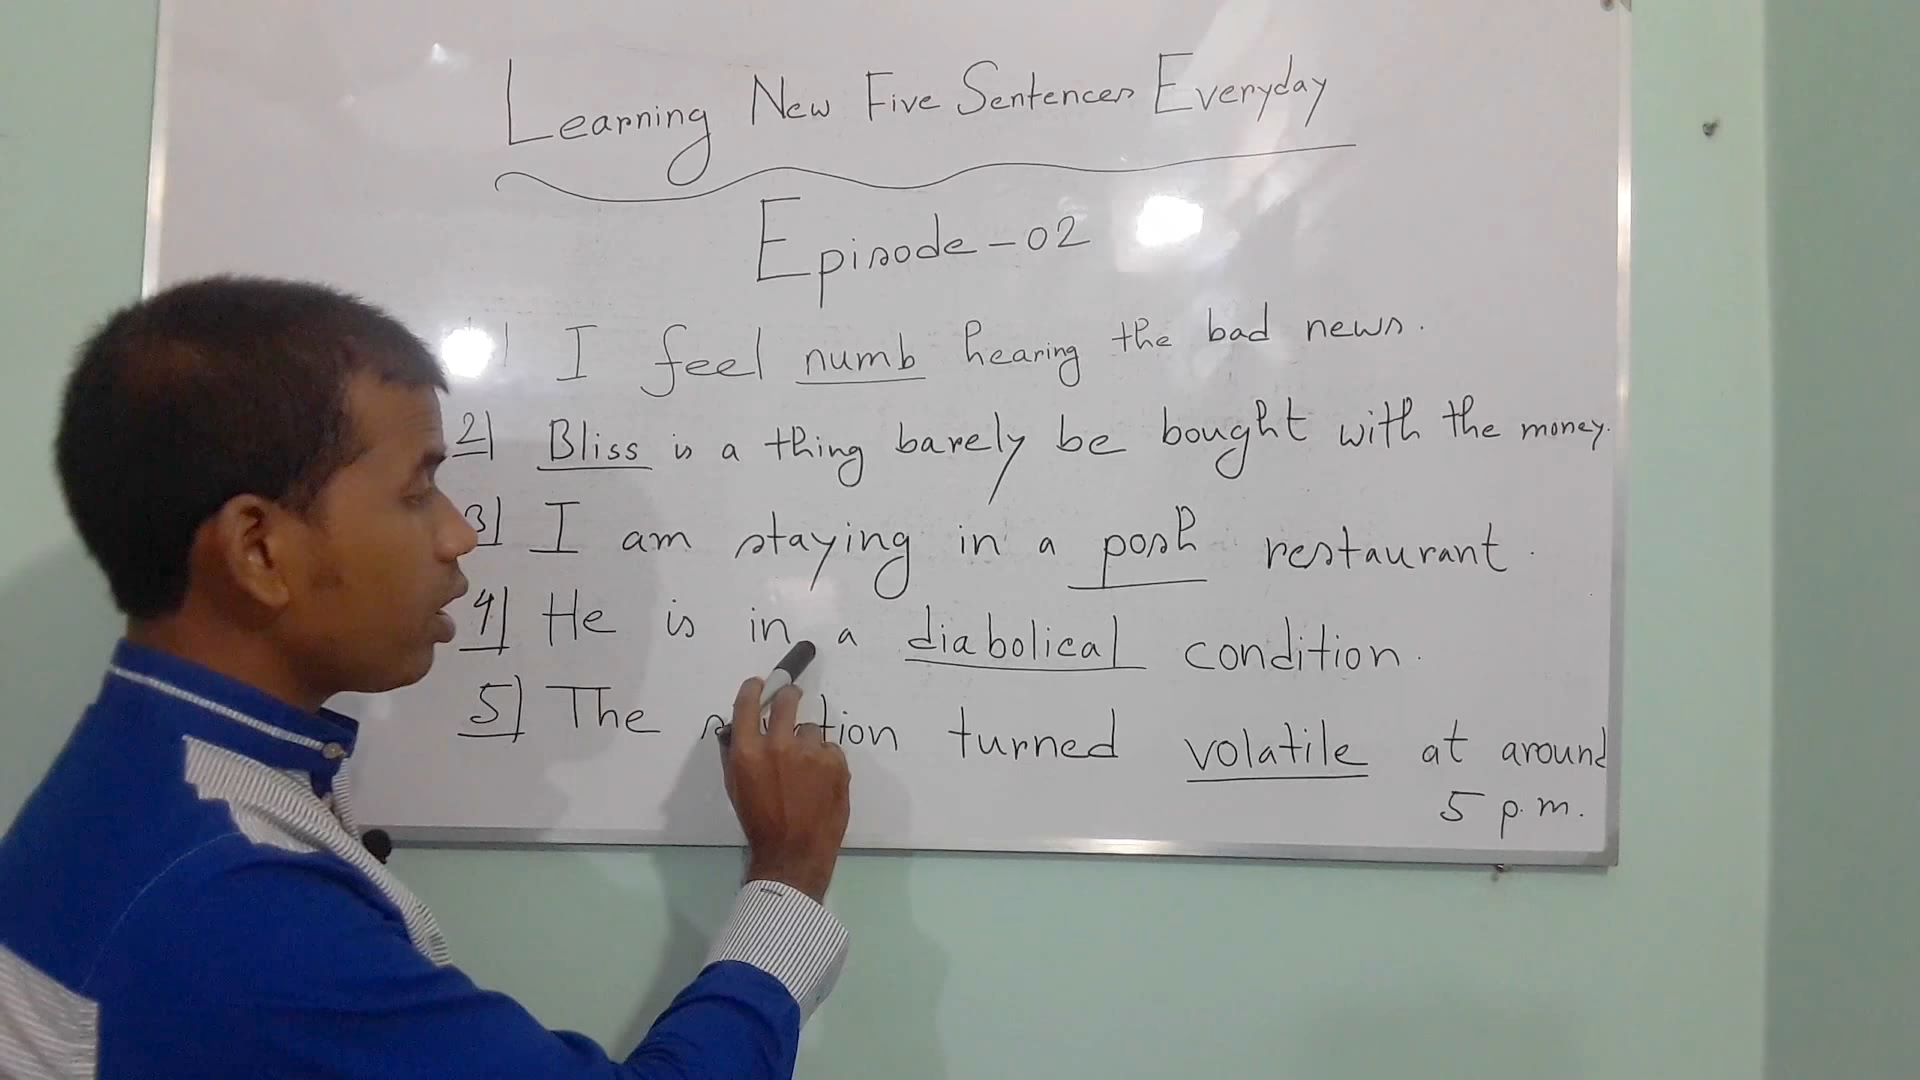 Learning New Five Sentences Everyday
Episode-02
I feel numb hearing the bad news.
2) Bliss is a thing barely be bought with the money.
3) I am staying in a posh restaurant.
4) He is in a diabolical condition.
5) The turned volatile at around
5 p.m.